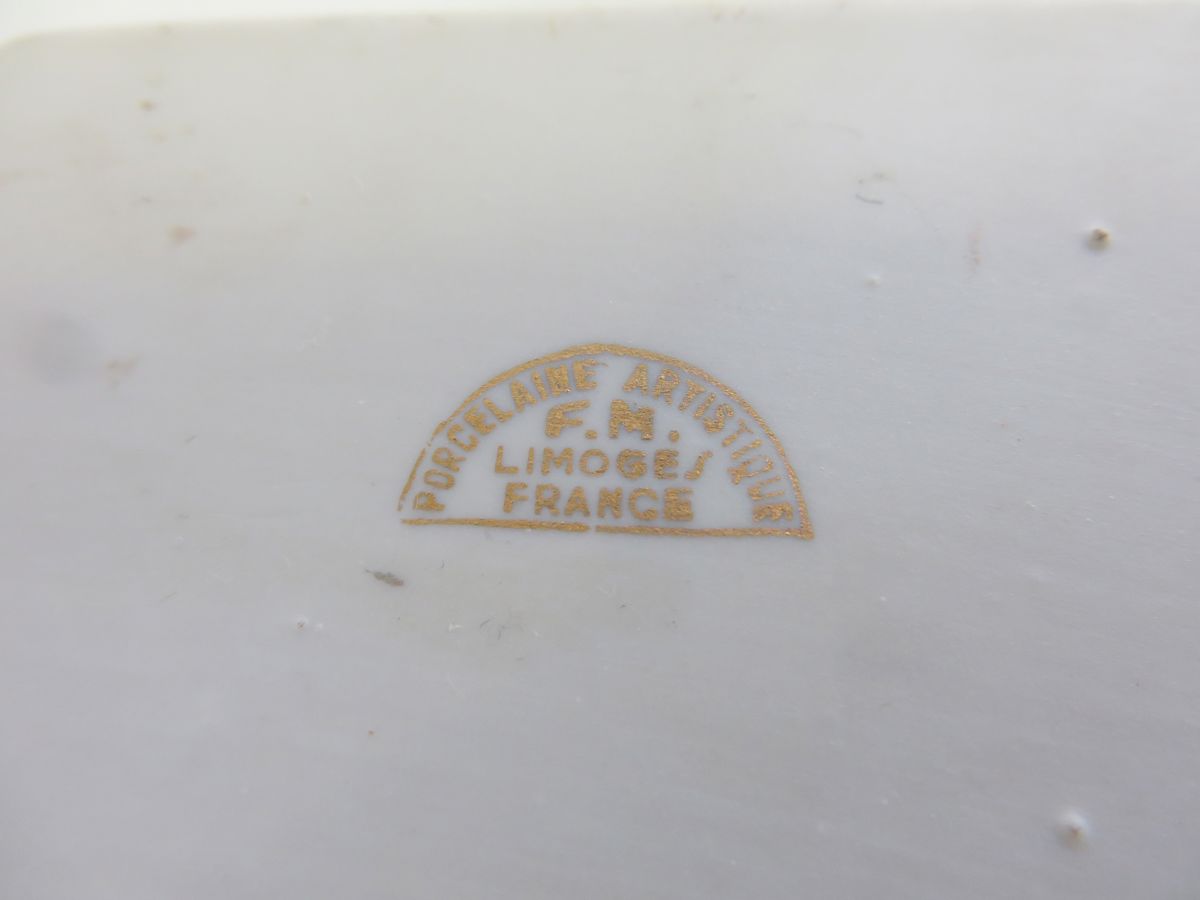 PORCELAINE ARTISTIQUE
F.M.
LIMOGES
FRANCE